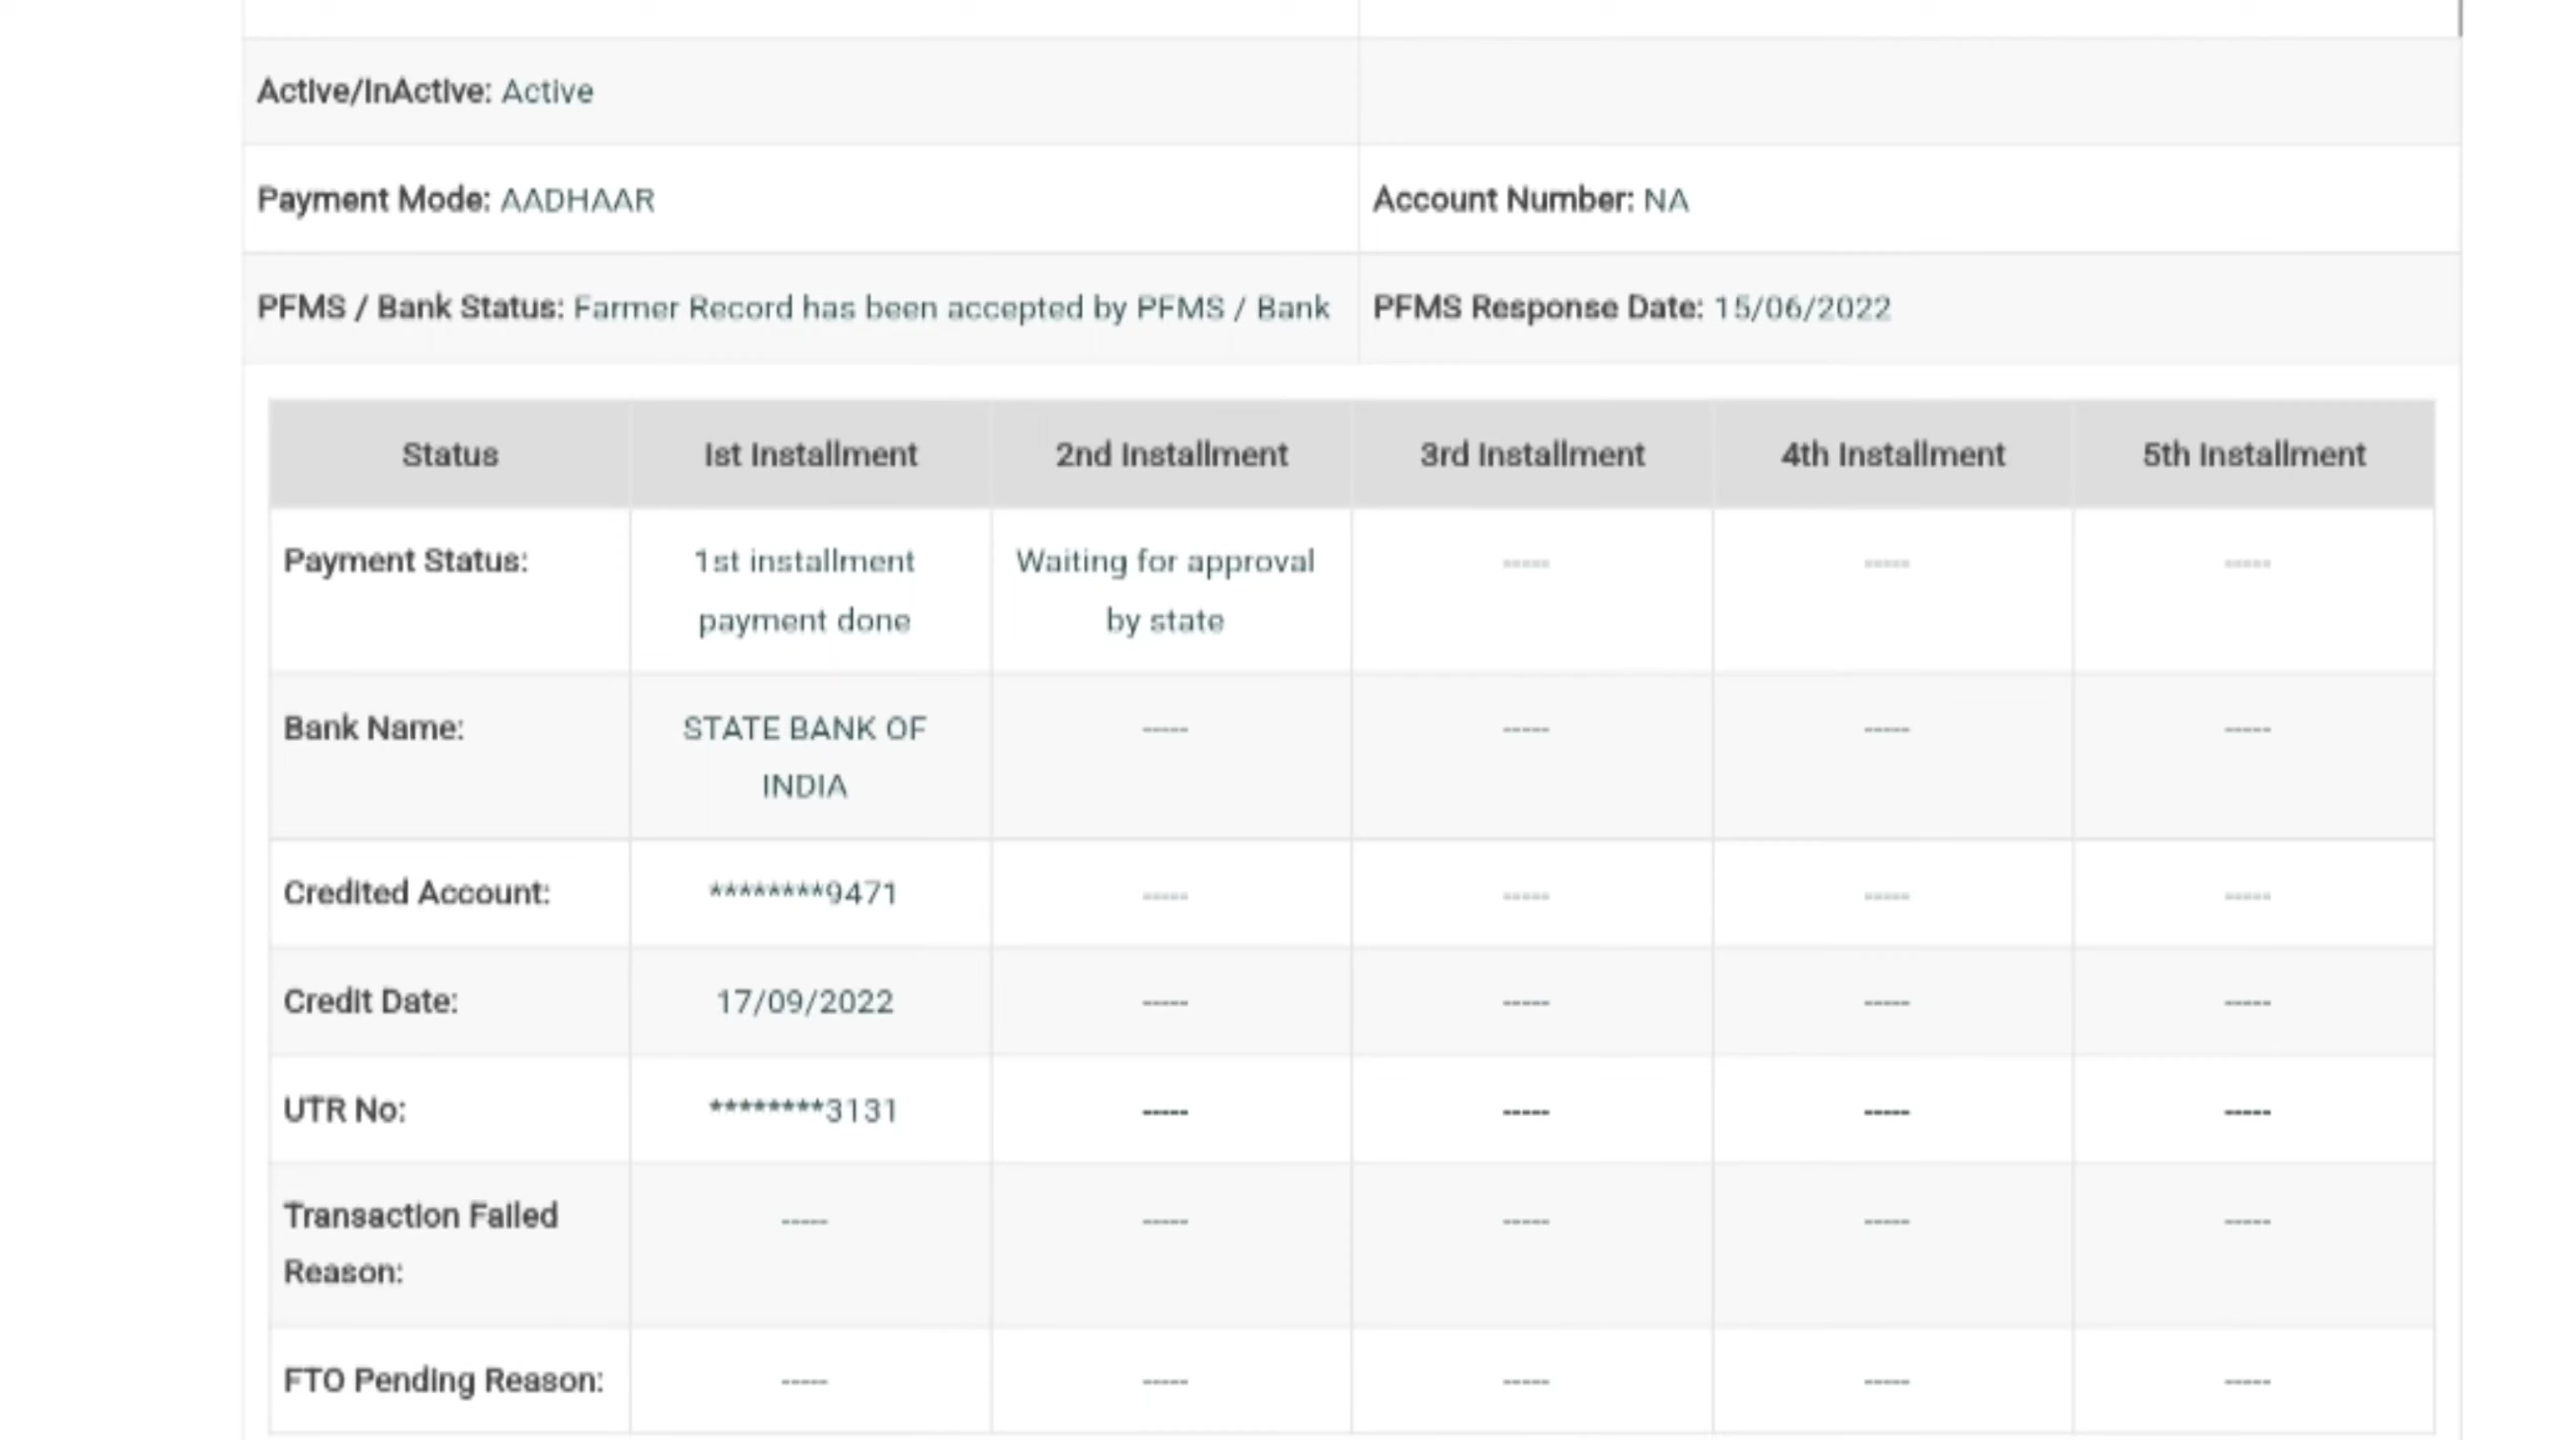 Active/InActive: Active
Payment Mode: AADHAAR
Account Number: NA
PFMS / Bank Status: Farmer Record has been accepted by PFMS / Bank
PFMS Response Date: 15/06/2022
Status
Ist Installment
2nd Installment
3rd Installment
4th Installment
5th Installment
Payment Status:
1st installment
payment done
Waiting for approval
by state
-----
-----
-----
Bank Name:
STATE BANK OF
INDIA
-----
-----
-----
-----
Credited Account:
********9471
-----
-----
-----
-----
Credit Date:
17/09/2022
-----
-----
-----
-----
UTR No:
********3131
-----
-----
-----
-----
Transaction Failed
Reason:
-----
-----
-----
-----
-----
FTO Pending Reason:
-----
-----
-----
-----
-----